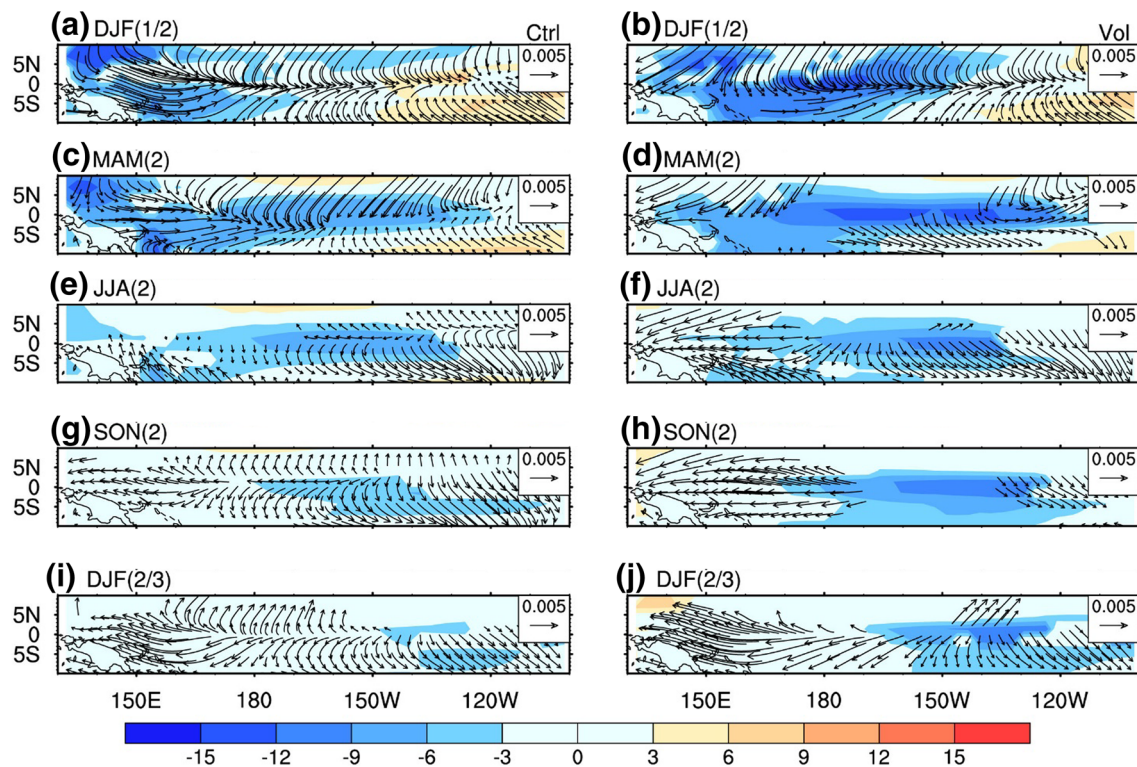 (a) DJF(1/2) Ctrl (b) DJF(1/2) Vol
0.005 0.005
5N
0
5S
(c) MAM(2) (d) MAM(2)
0.005 0.005
5N
0
5S
(e) JJA(2) (f) JJA(2)
0.005 0.005
5N
0
5S
(g) SON(2) (h) SON(2)
0.005 0.005
5N
0
5S
(i) DJF(2/3) (j) DJF(2/3)
0.005 0.005
5N
0
5S
150E 180 150W 120W 150E 180 150W 120W
-15 -12 -9 -6 -3 0 3 6 9 12 15